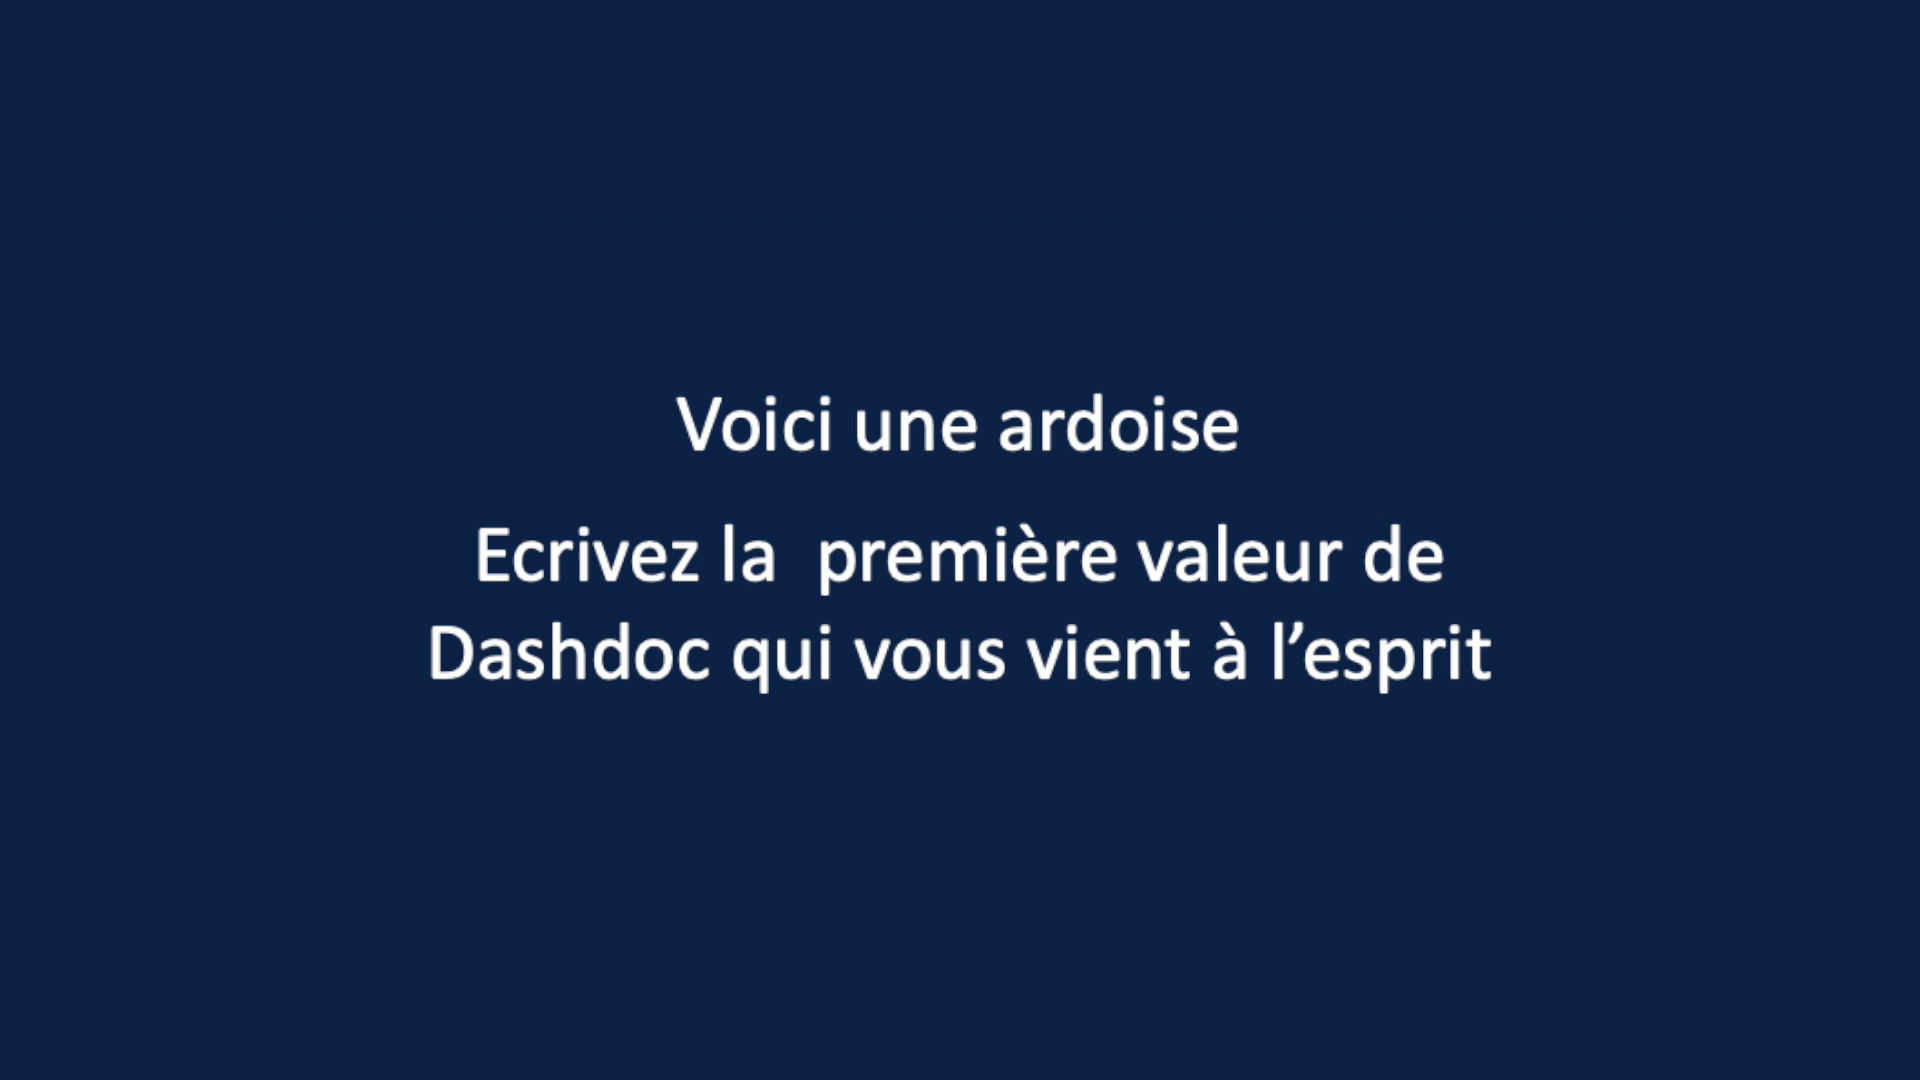 Voici une ardoise
Ecrivez la  première valeur de
Dashdoc qui vous vient à l’esprit